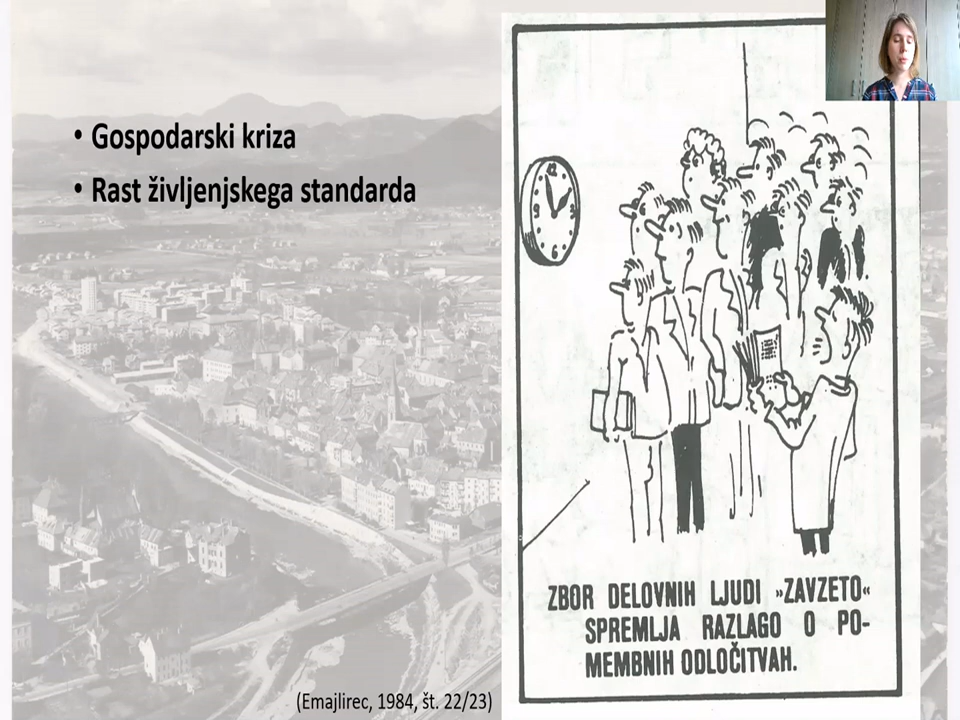 • Gospodarski kriza
• Rast življenjskega standarda
ZBOR DELOVNIH LJUDI »ZAVZETO«
SPREMLJA RAZLAGO O PO-
MEMBNIH ODLOČITVAH.
(Emajlirec, 1984, št. 22/23)